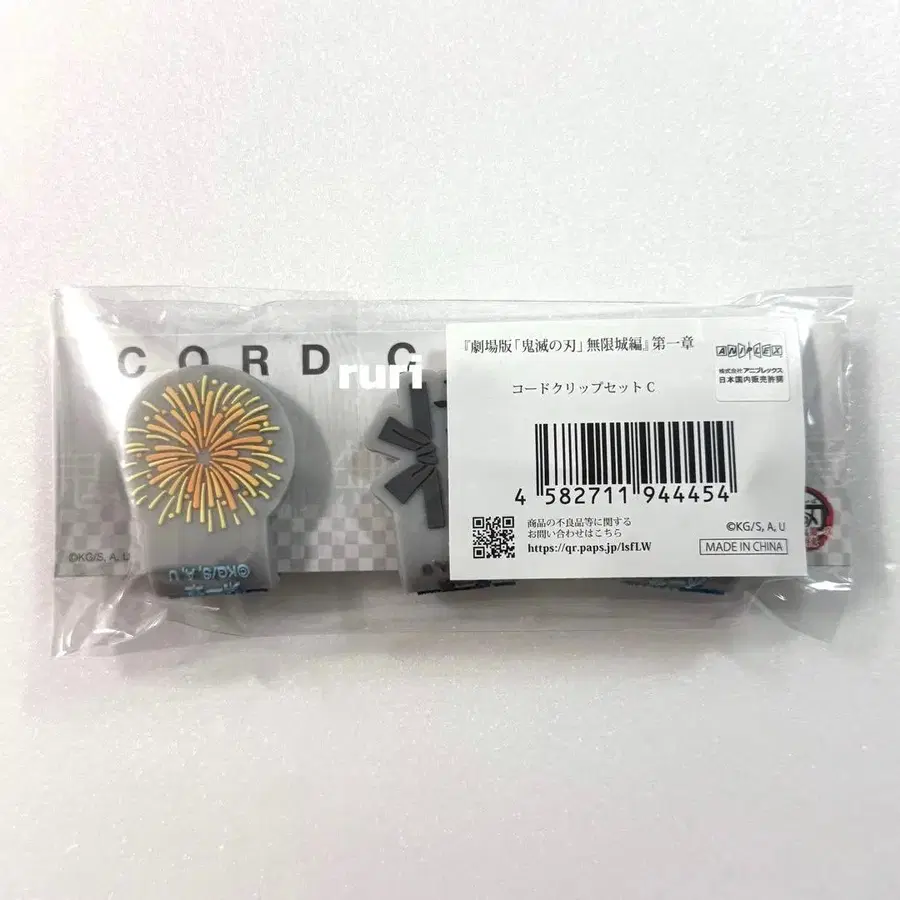 CORD C
ruri
『劇場版「鬼滅の刃」無限城編』第一章
コードクリップセット C
ANIPLEX
株式会社 アニプレックス
日本国内販売許諾
4 582711 944454
商品の不良品等に関する
お問い合わせはこちら
https://qr.paps.jp/lsfLW
©KG/S, A, U
MADE IN CHINA
©KG/S, A, U
©KG/S, A, U